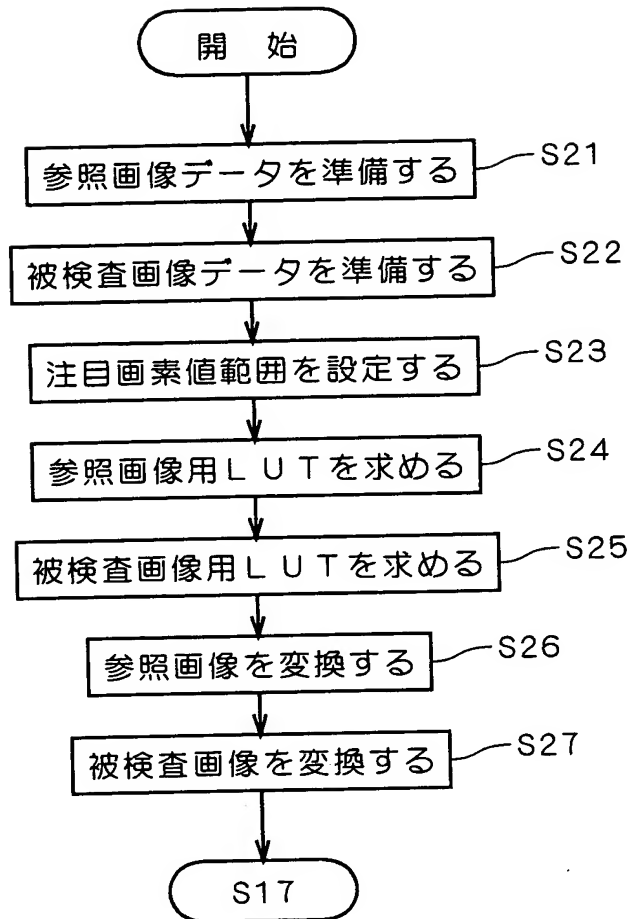 開 始
参照画像データを準備する
S21
被検査画像データを準備する
S22
注目画素値範囲を設定する
S23
参照画像用LUTを求める
S24
被検査画像用LUTを求める
S25
参照画像を変換する
S26
被検査画像を変換する
S27
S17